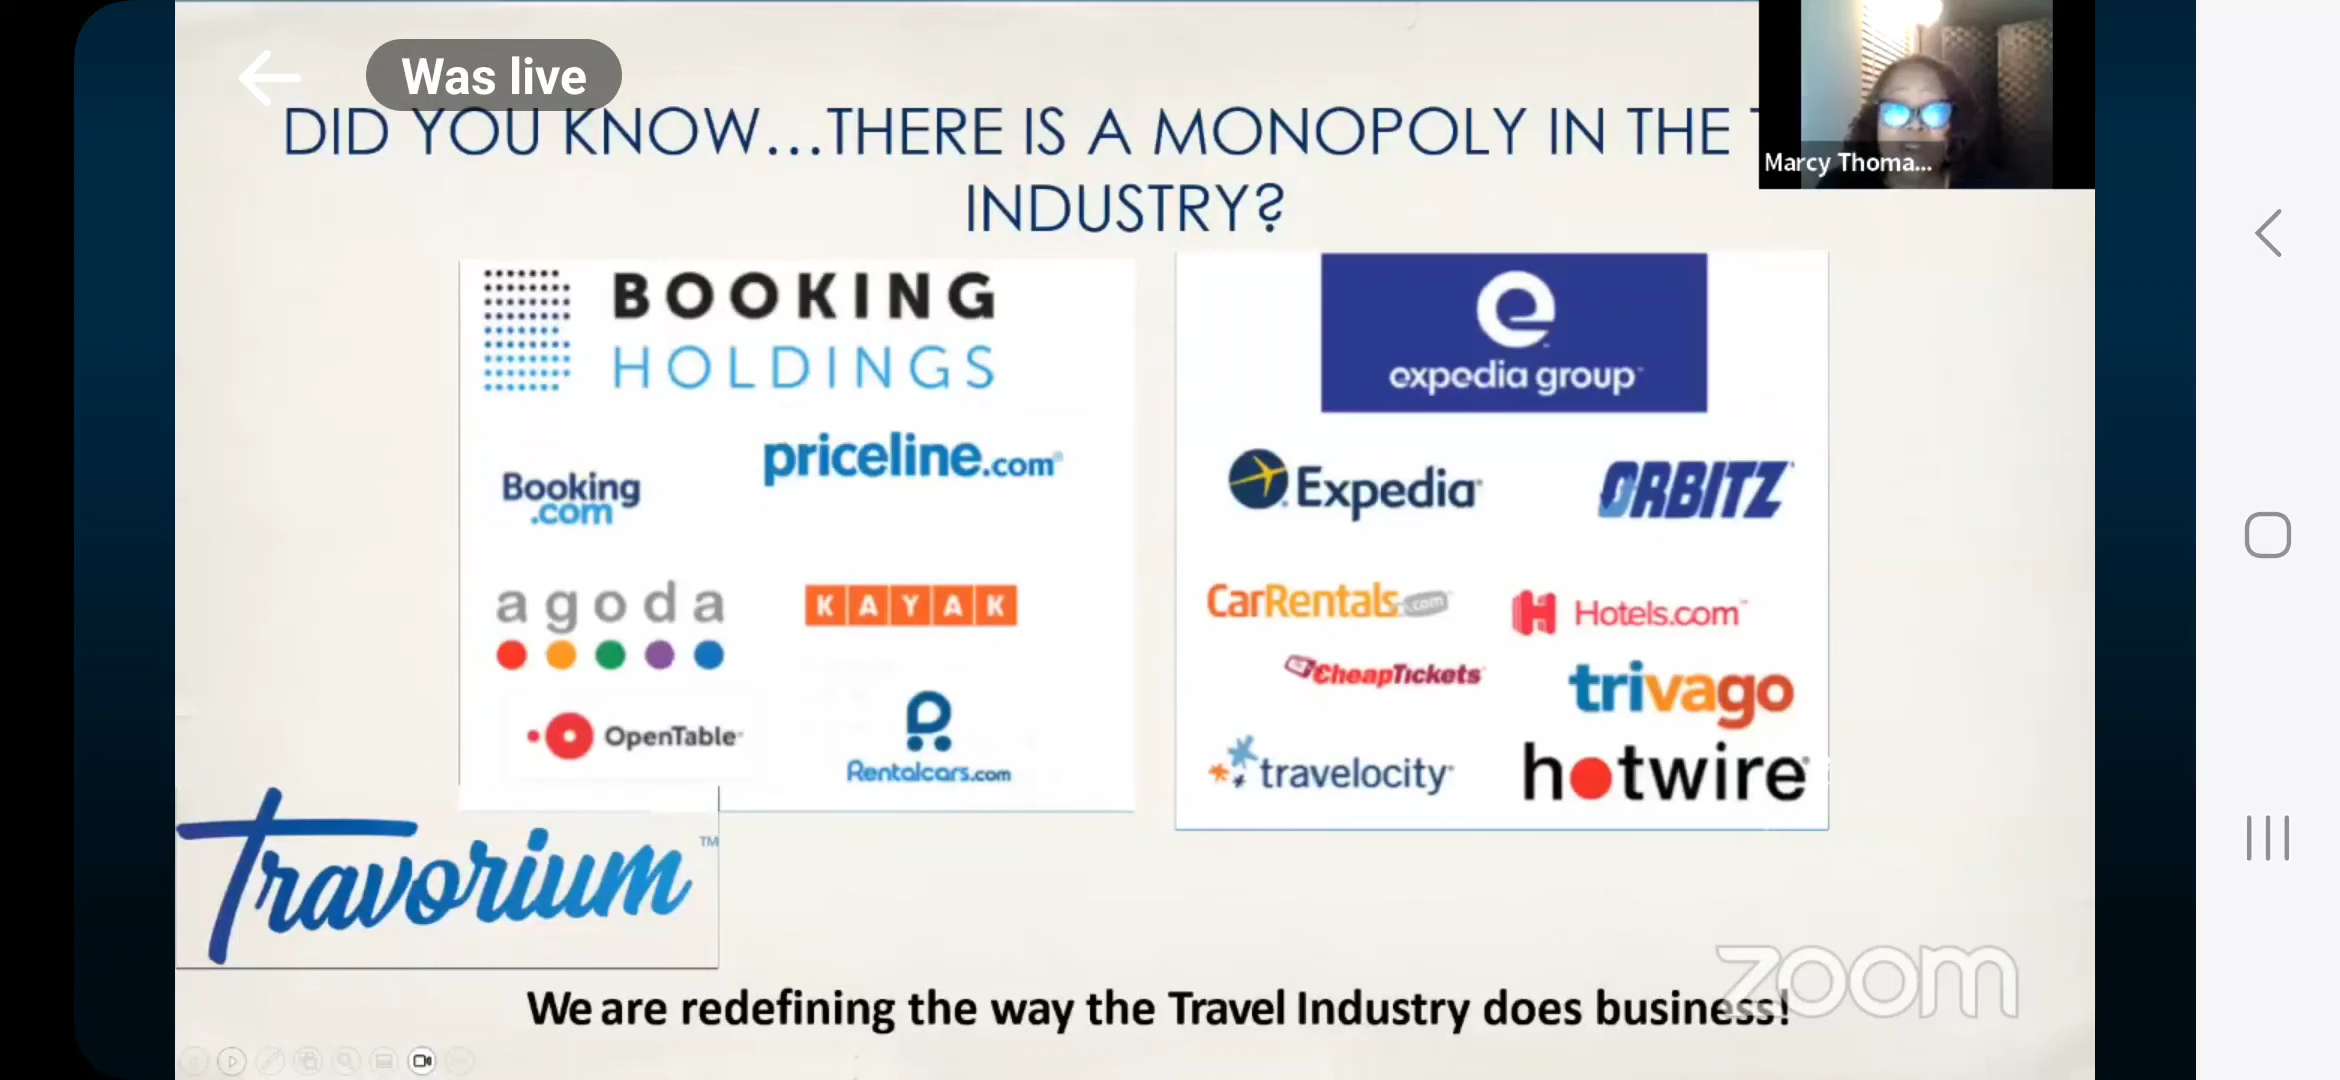 Was live
DID YOU KNOW...THERE IS A MONOPOLY IN THE
INDUSTRY?
Marcy Thoma...
BOOKING
HOLDINGS
Booking
.com
priceline.com
agoda
KAYAK
OpenTable
Rentalcars.com
expedia group
Expedia
ORBITZ
CarRentals.com
Hotels.com
CheapTickets
trivago
travelocity
hotwire
Travorium TM
We are redefining the way the Travel Industry does business!
zoom